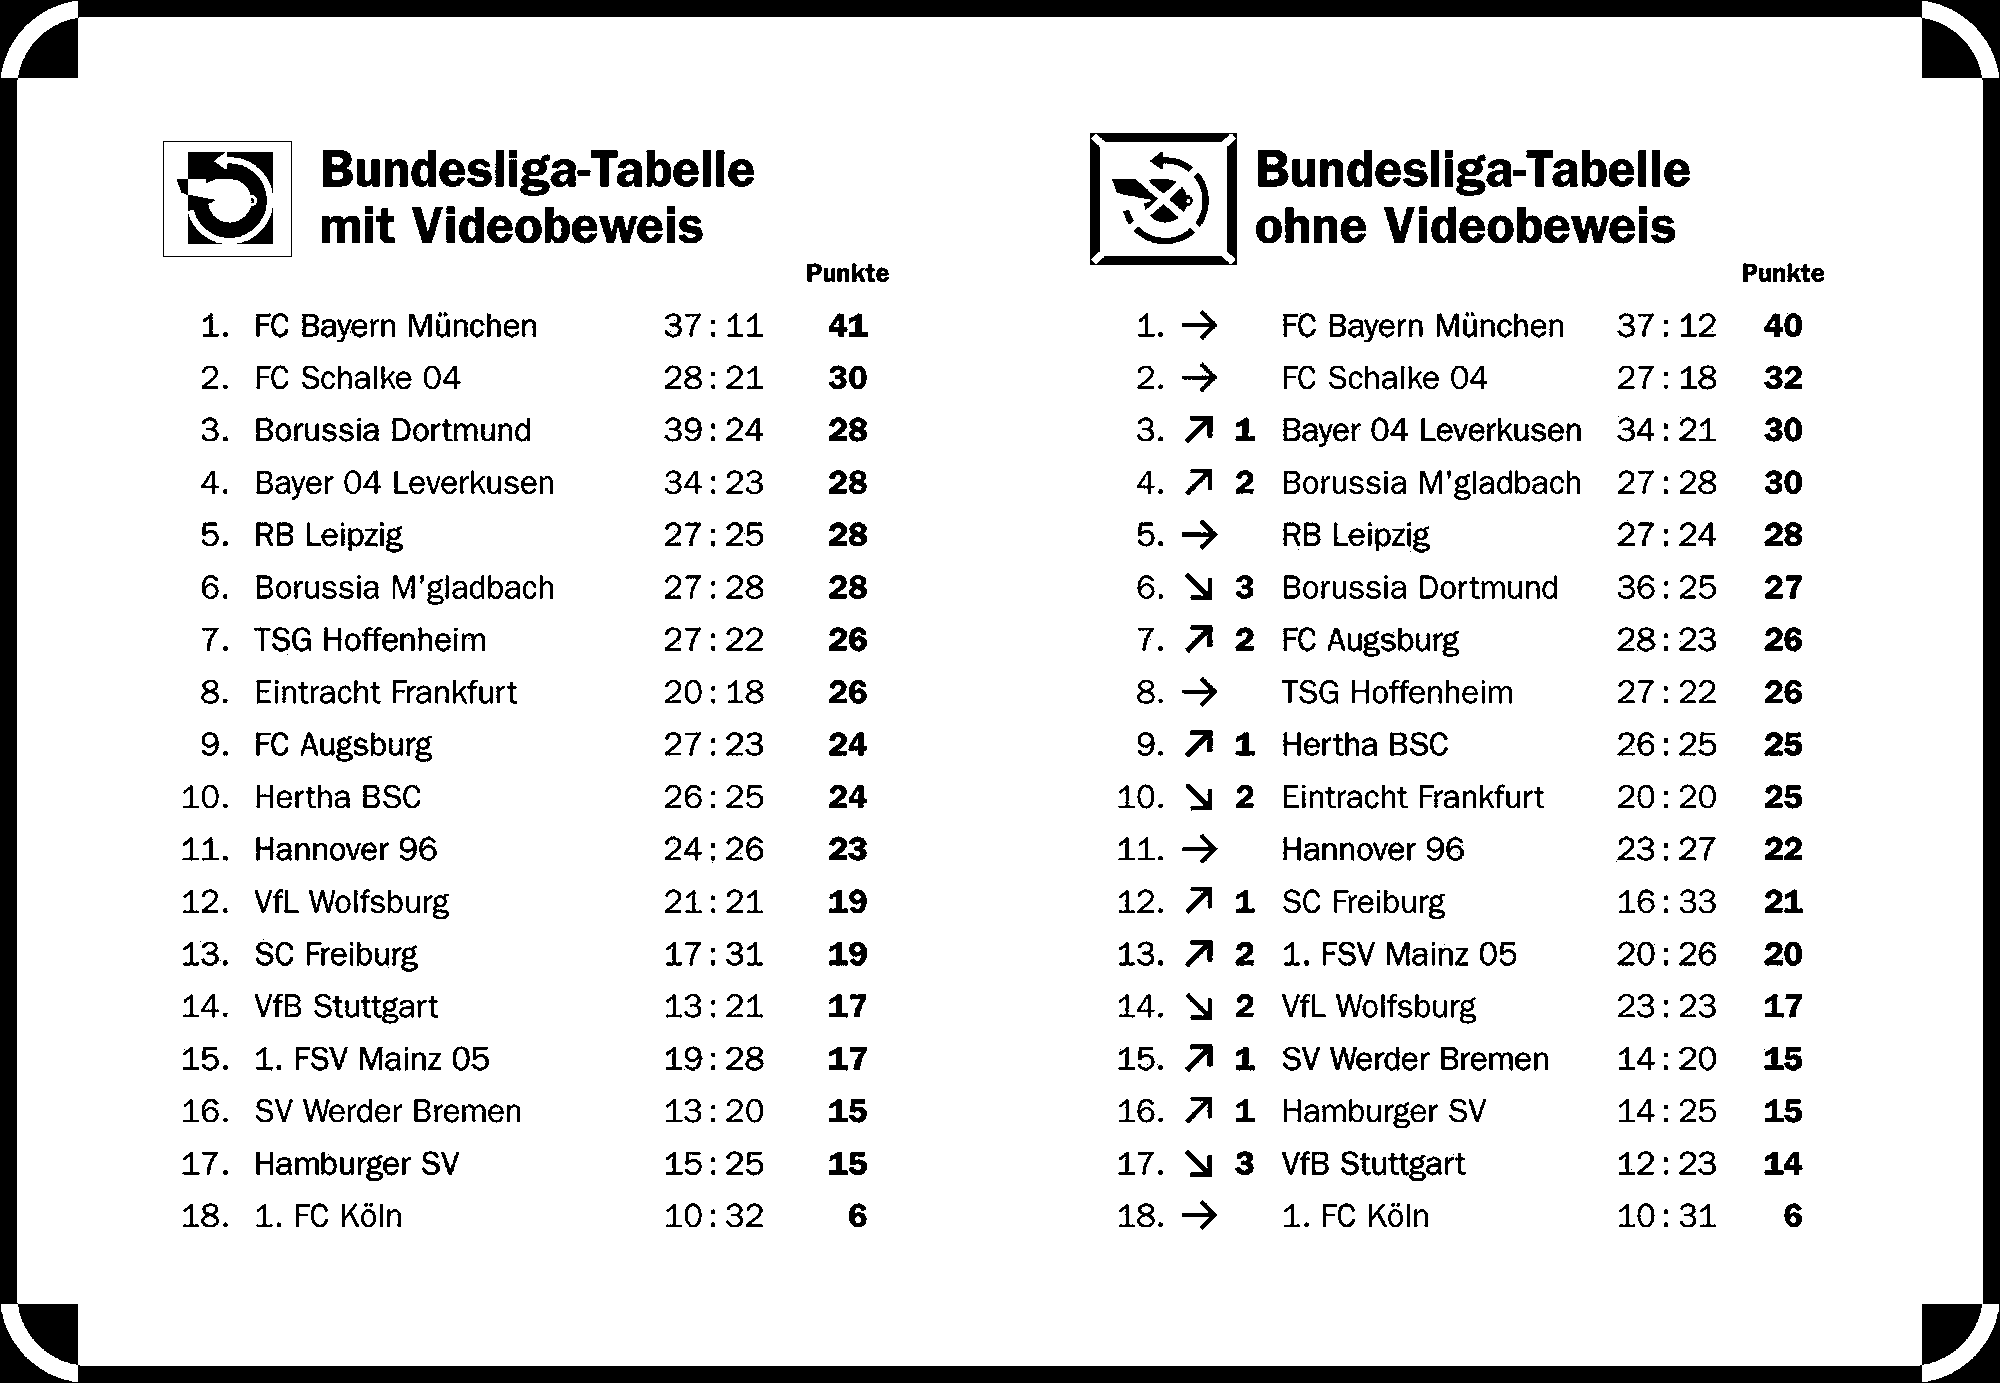 Bundesliga-Tabelle
mit Videobeweis
Punkte
1. FC Bayern München 37:11 41
2. FC Schalke 04 28:21 30
3. Borussia Dortmund 39:24 28
4. Bayer 04 Leverkusen 34:23 28
5. RB Leipzig 27:25 28
6. Borussia M'gladbach 27:28 28
7. TSG Hoffenheim 27:22 26
8. Eintracht Frankfurt 20:18 26
9. FC Augsburg 27:23 24
10. Hertha BSC 26:25 24
11. Hannover 96 24:26 23
12. VfL Wolfsburg 21:21 19
13. SC Freiburg 17:31 19
14. VfB Stuttgart 13:21 17
15. 1. FSV Mainz 05 19:28 17
16. SV Werder Bremen 13:20 15
17. Hamburger SV 15:25 15
18. 1. FC Köln 10:32 6
Bundesliga-Tabelle
ohne Videobeweis
Punkte
1. → FC Bayern München 37:12 40
2. → FC Schalke 04 27:18 32
3. ↗ 1 Bayer 04 Leverkusen 34:21 30
4. ↗ 2 Borussia M'gladbach 27:28 30
5. → RB Leipzig 27:24 28
6. ↘ 3 Borussia Dortmund 36:25 27
7. ↗ 2 FC Augsburg 28:23 26
8. → TSG Hoffenheim 27:22 26
9. ↗ 1 Hertha BSC 26:25 25
10. ↘ 2 Eintracht Frankfurt 20:20 25
11. → Hannover 96 23:27 22
12. ↗ 1 SC Freiburg 16:33 21
13. ↗ 2 1. FSV Mainz 05 20:26 20
14. ↘ 2 VfL Wolfsburg 23:23 17
15. ↗ 1 SV Werder Bremen 14:20 15
16. ↗ 1 Hamburger SV 14:25 15
17. ↘ 3 VfB Stuttgart 12:23 14
18. → 1. FC Köln 10:31 6